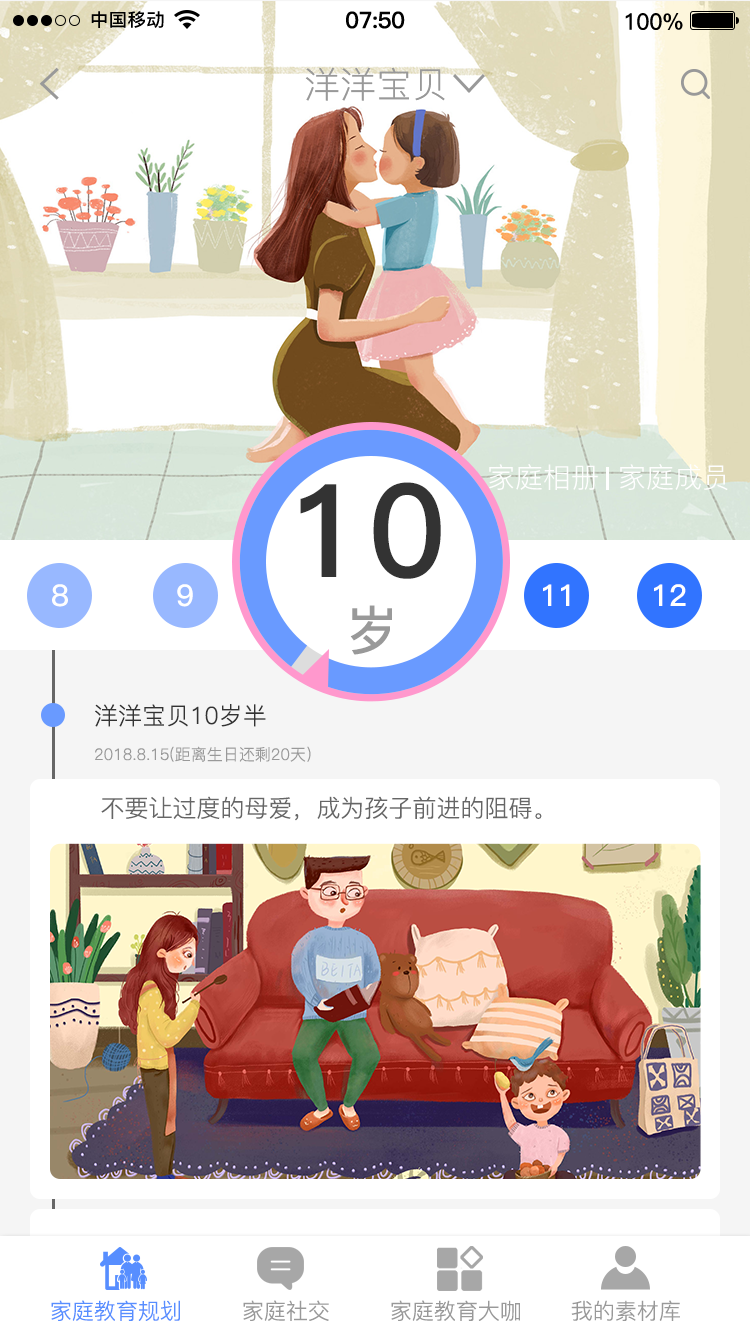 中国移动 07:50 100%
洋洋宝贝
家庭相册 | 家庭成员
8 9 10 11 12
岁
洋洋宝贝10岁半
2018.8.15(距离生日还剩20天)
不要让过度的母爱，成为孩子前进的阻碍。
BEITA
家庭教育规划 家庭社交 家庭教育大咖 我的素材库